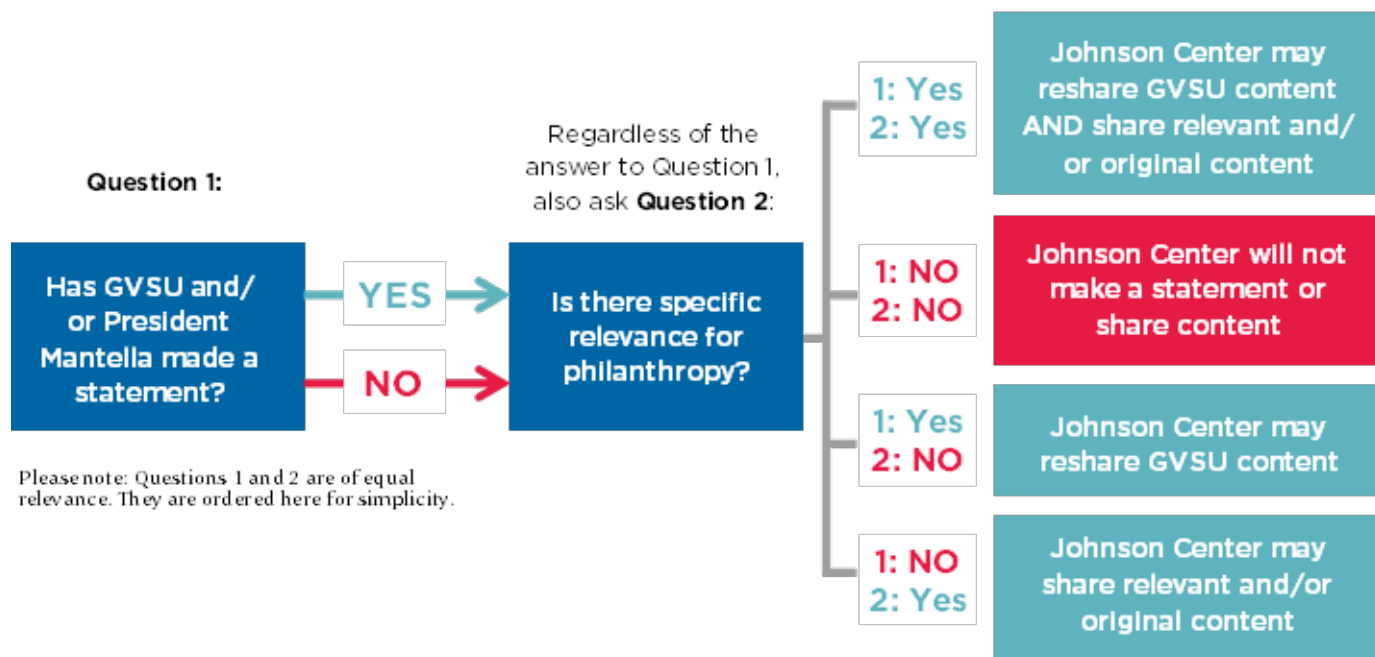 Question 1:
Has GVSU and/
or President
Mantella made a
statement?
Please note: Questions 1 and 2 are of equal
relevance. They are ordered here for simplicity.
YES
NO
Regardless of the
answer to Question 1,
also ask Question 2:
Is there specific
relevance for
philanthropy?
1: Yes
2: Yes
Johnson Center may
reshare GVSU content
AND share relevant and/
or original content
1: NO
2: NO
Johnson Center will not
make a statement or
share content
1: Yes
2: NO
Johnson Center may
reshare GVSU content
1: NO
2: Yes
Johnson Center may
share relevant and/or
original content